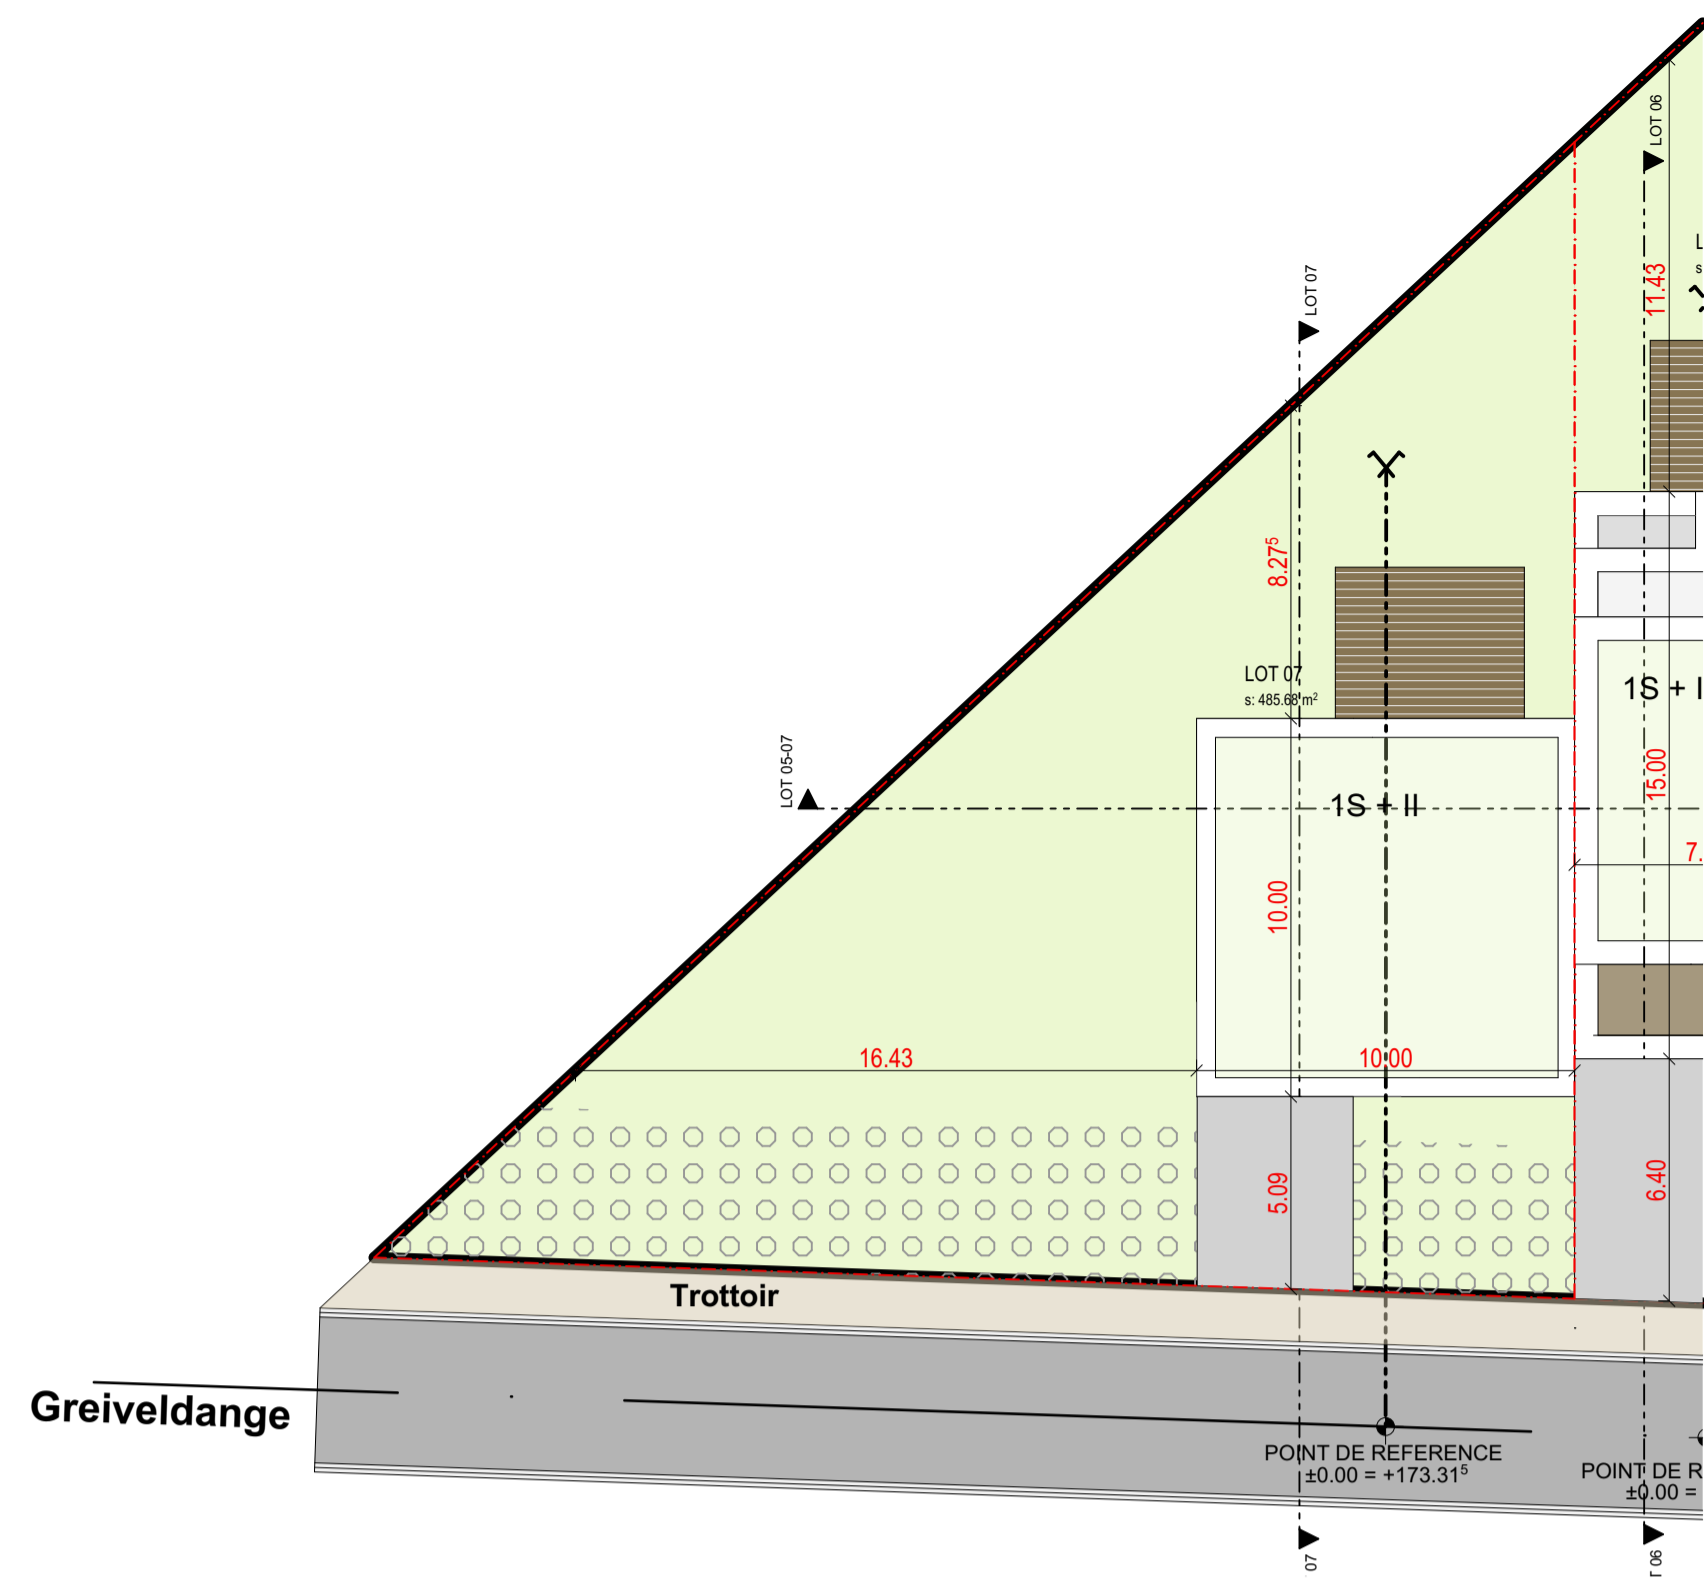 LOT 06
11.43
LOT 07
8.27⁵
LOT 07
s: 485.68 m²
1S + I
LOT 05-07
15.00
1S + II
7.
10.00
16.43
10.00
5.09
6.40
Trottoir
Greiveldange
POINT DE REFERENCE
±0.00 = +173.31⁵
POINT DE R
±0.00 =
07
06